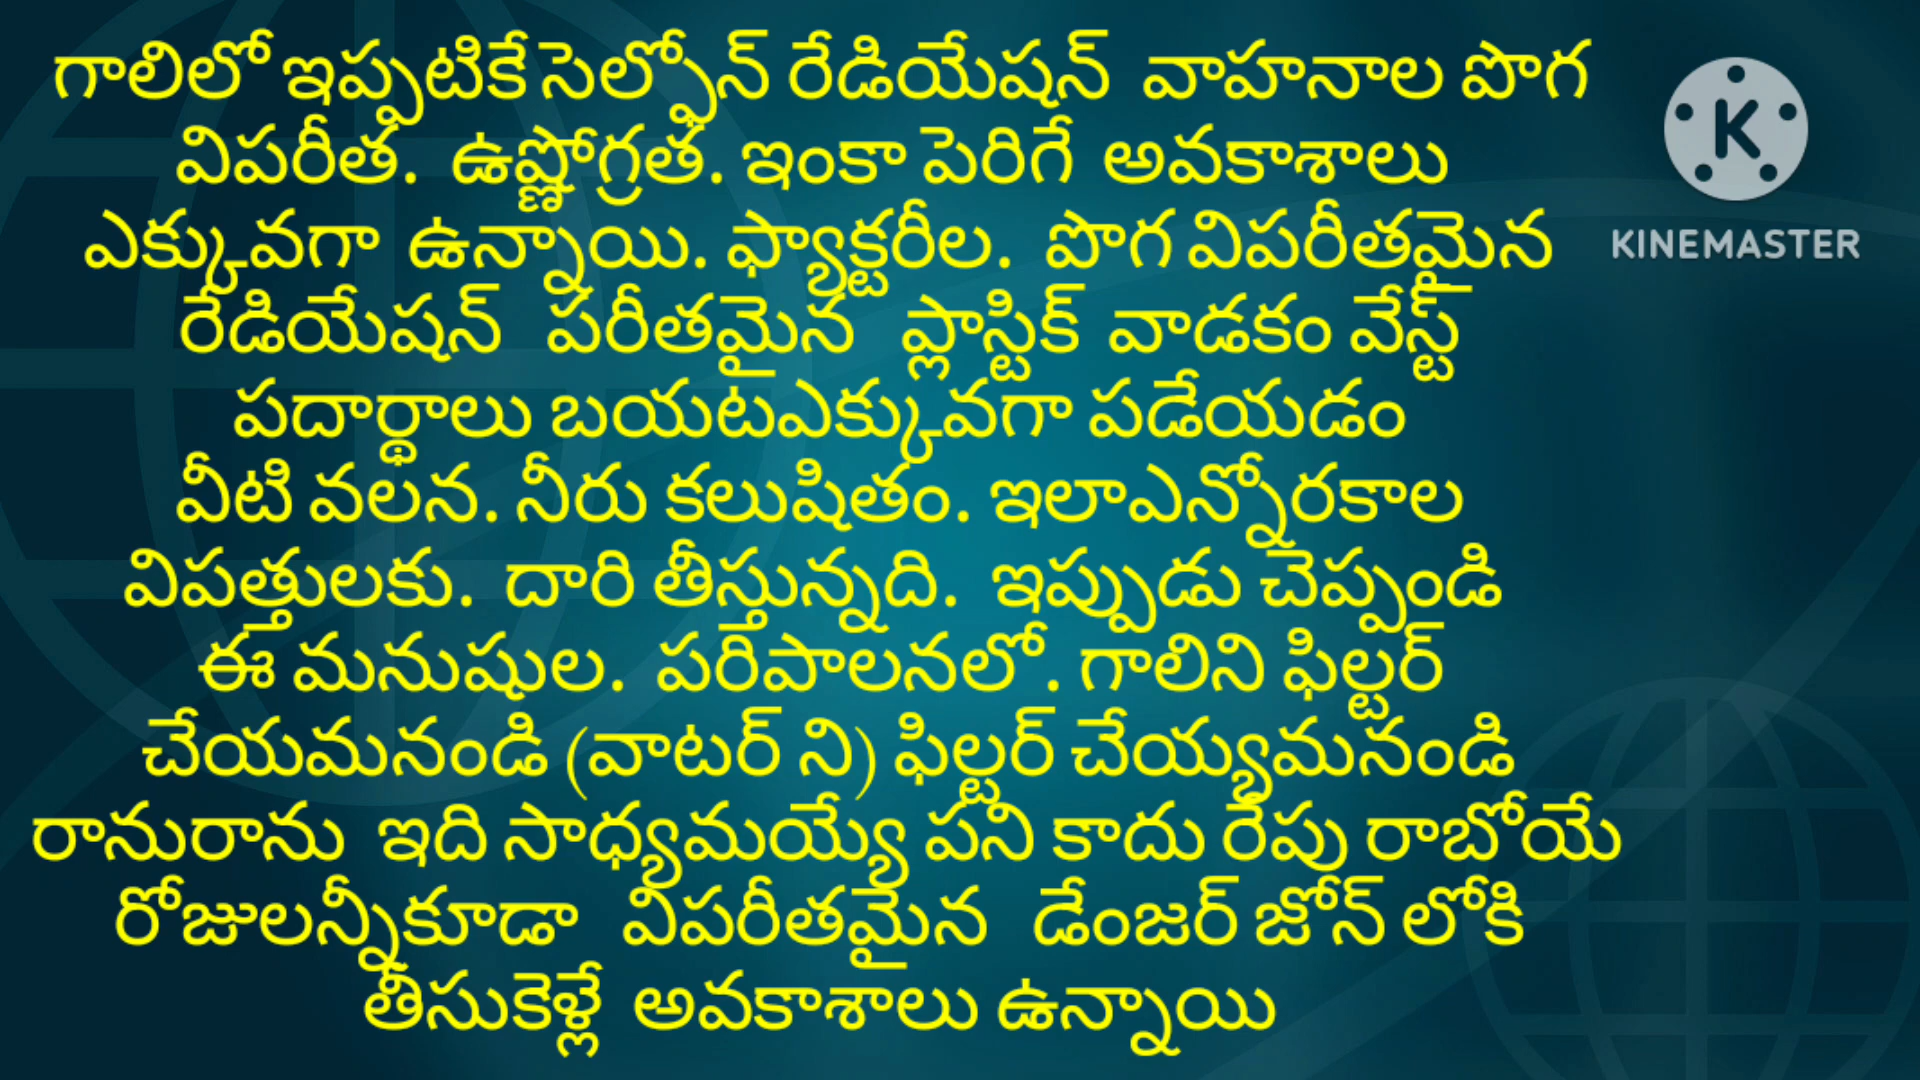 గాలిలో ఇప్పటికే సెల్ఫోన్ రేడియేషన్ వాహనాల పొగ
విపరీత. ఉష్ణోగ్రత. ఇంకా పెరిగే అవకాశాలు
ఎక్కువగా ఉన్నాయి. ఫ్యాక్టరీల. పొగ విపరీతమైన
రేడియేషన్ పరీతమైన ప్లాస్టిక్ వాడకం వేస్ట్
పదార్థాలు బయటఎక్కువగా పడేయడం
వీటి వలన. నీరు కలుషితం. ఇలాఎన్నోరకాల
విపత్తులకు. దారి తీస్తున్నది. ఇప్పుడు చెప్పండి
ఈ మనుషుల. పరిపాలనలో. గాలిని ఫిల్టర్
చేయమనండి (వాటర్ ని) ఫిల్టర్ చేయ్యమనండి
రానురాను ఇది సాధ్యమయ్యే పని కాదు రేపు రాబోయే
రోజులన్నీకూడా విపరీతమైన డేంజర్ జోన్ లోకి
తీసుకెళ్లే అవకాశాలు ఉన్నాయి
K
KINEMASTER